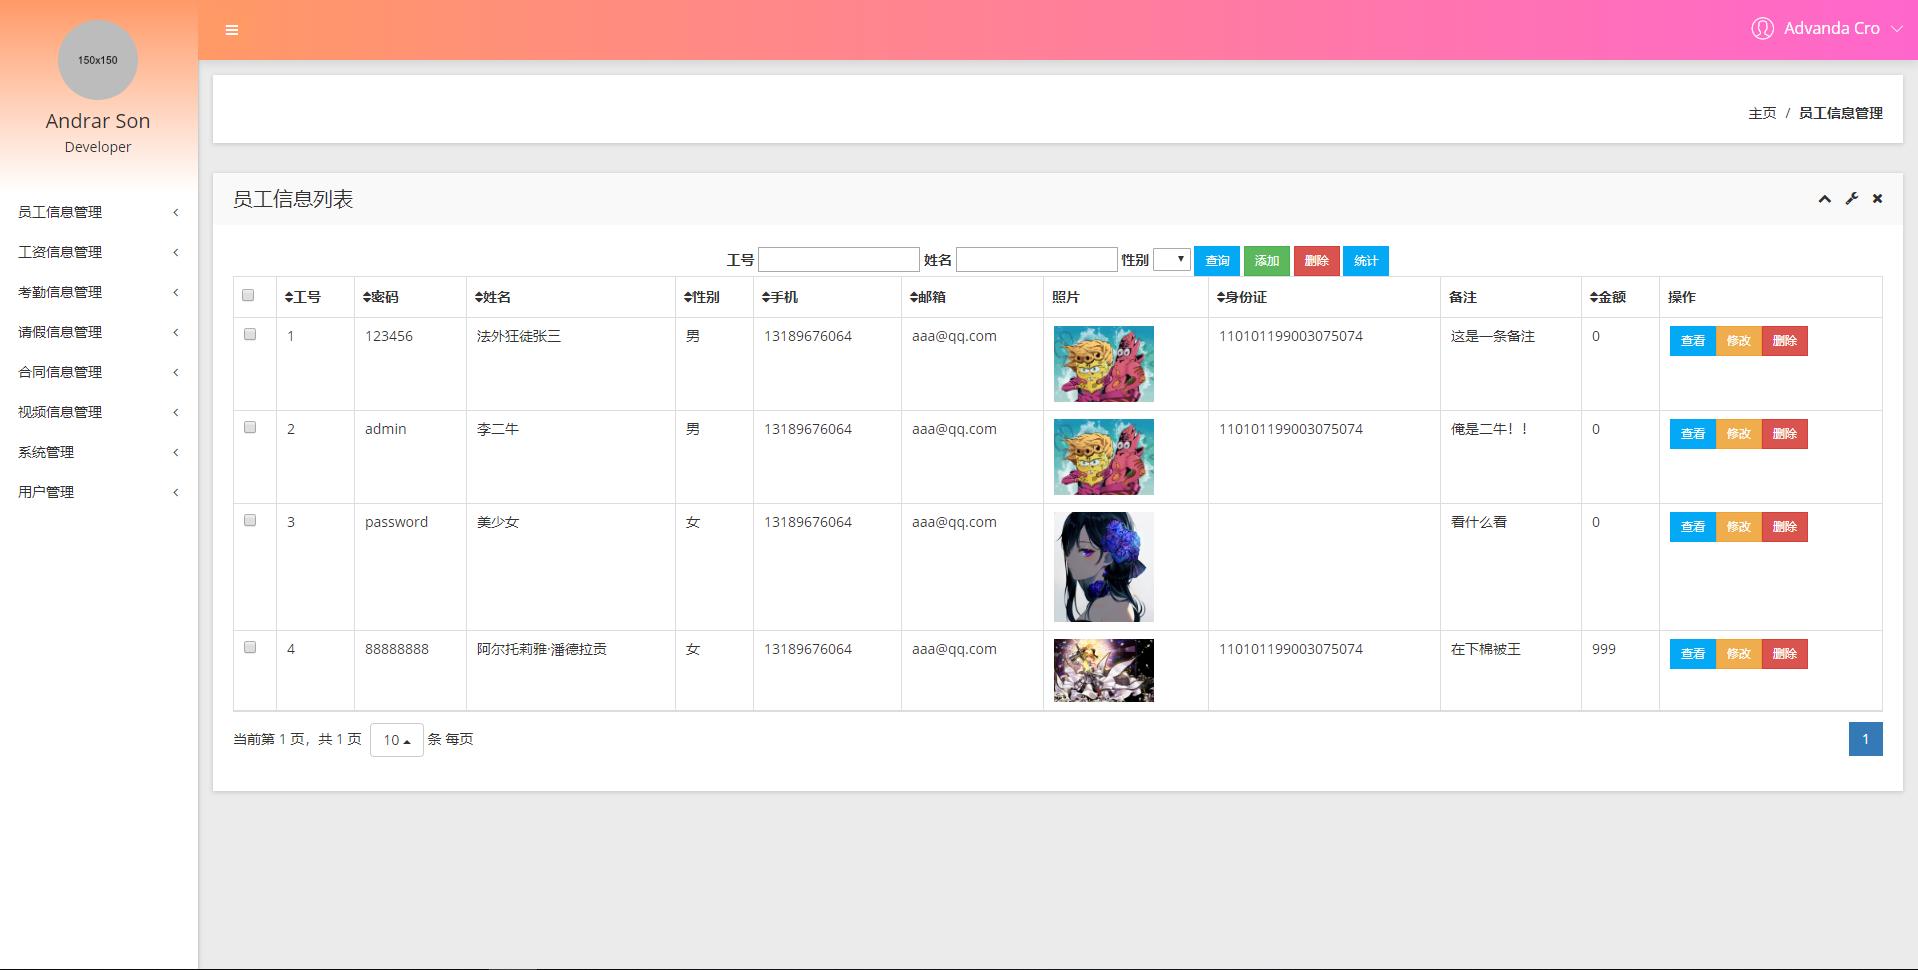 150x150
Andrar Son
Developer
员工信息管理
工资信息管理
考勤信息管理
请假信息管理
合同信息管理
视频信息管理
系统管理
用户管理
Advanda Cro
主页 / 员工信息管理
员工信息列表
工号 姓名 性别 查询 添加 删除 统计
工号 密码 姓名 性别 手机 邮箱 照片 身份证 备注 金额 操作
1 123456 法外狂徒张三 男 13189676064 aaa@qq.com 110101199003075074 这是一条备注 0 查看 修改 删除
2 admin 李二牛 男 13189676064 aaa@qq.com 110101199003075074 俺是二牛！！ 0 查看 修改 删除
3 password 美少女 女 13189676064 aaa@qq.com 看什么看 0 查看 修改 删除
4 88888888 阿尔托莉雅·潘德拉贡 女 13189676064 aaa@qq.com 110101199003075074 在下棉被王 999 查看 修改 删除
当前第 1 页，共 1 页 10 条 每页
1